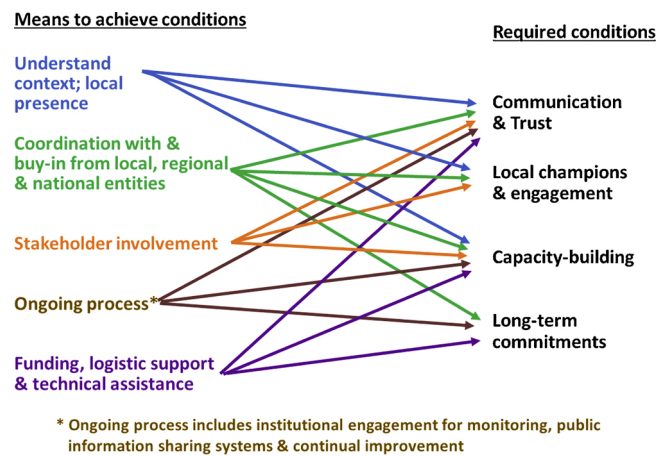 Means to achieve conditions
Required conditions
Understand
context; local
presence
Coordination with &
buy-in from local, regional
& national entities
Stakeholder involvement
Ongoing process*
Funding, logistic support
& technical assistance
Communication
& Trust
Local champions
& engagement
Capacity-building
Long-term
commitments
* Ongoing process includes institutional engagement for monitoring, public
information sharing systems & continual improvement